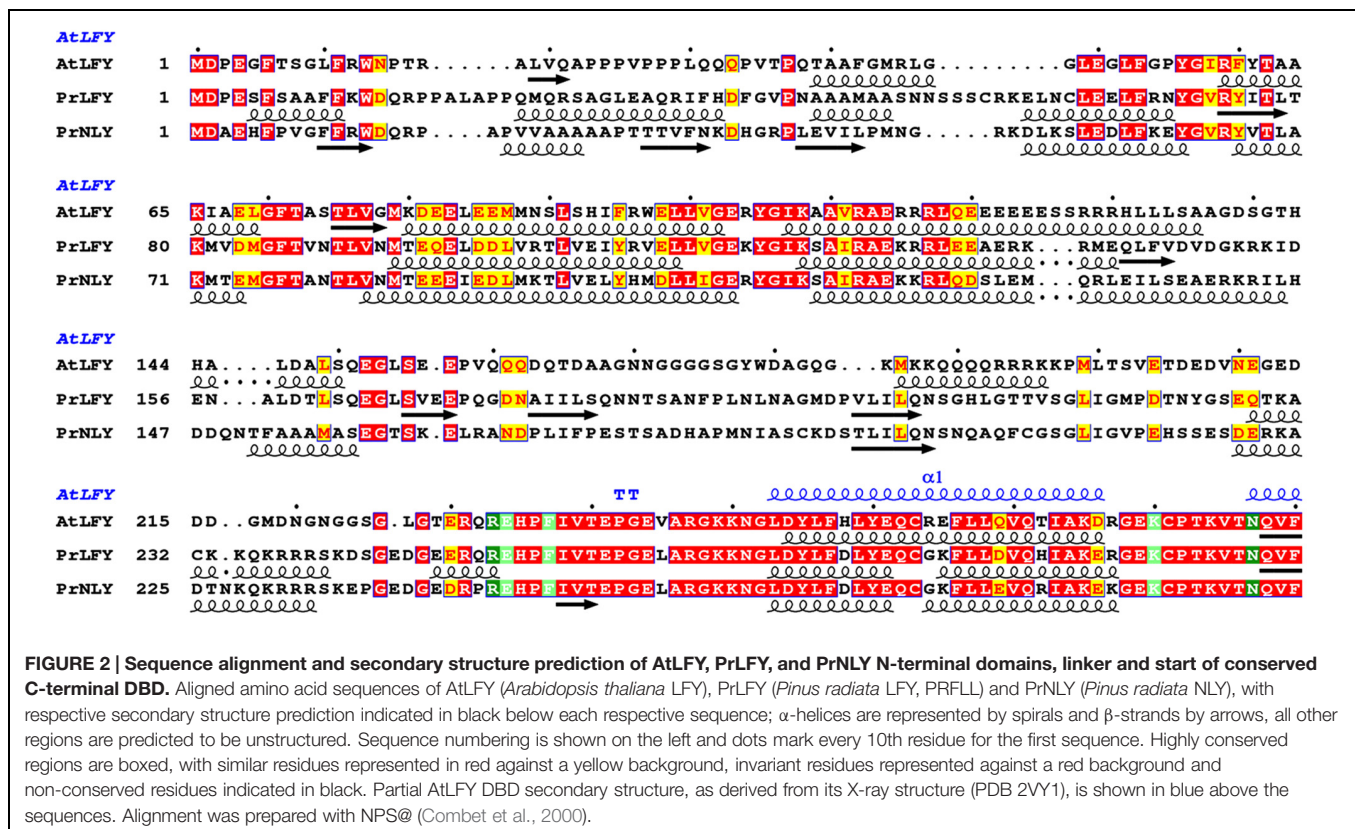 AtLFY
AtLFY 1 MDPEGFTSGLFRWNPTR......ALVQAPPPVPPPLQQQPVTPQTAAFGMRLG.........GLEGLFGPYGIRFYTAA
PrLFY 1 MDPESFSAAFFKWDQRPPALAPPQMQRSAGLEAQRIFHDFGVPNAAAMAASNNSSSCRKELNCLEELFRNYGVRYITLT
PrNLY 1 MDAEHFPVGFFRWDQRP....APVVAAAAAPTTTVFNKDHGRPLEVILPMNG......RKDLKSLEDLFKEYGVRYVTLA
AtLFY
AtLFY 65 KIAELGFTASTLVGMKDEELEEMMNSLSHIFRWELLVGERYGIKAAVRAERRRLQEEEEEESSRRRHLLLSAAGDSGTH
PrLFY 80 KMVDMGFTVNTLVNMTEQELDDLVRTLVEIYRVELLVGEKYGIKSAIRAEKRRLEEAERK...RMEQLFVDVDGKRKID
PrNLY 71 KMTEMGFTANTLVNMTEEEIEDLMKTLVELYHMDLLIGERYGIKSAIRAEKKRLQDSLEM...QRLEILSEAERKRILH
AtLFY
AtLFY 144 HA....LDALSQEGLSE.EPVQQQDQTDAAGNNGGGGSGYWDAGQG...KMKKQQQQRRRKKPMLTSVETDEDVNEGED
PrLFY 156 EN...ALDTLSQEGLSVEEPQGDNAIILSQNNTSANFPLNLNAGMDPVLILQNSGHLGTTVSGLIGMPDTNYGSEQTKA
PrNLY 147 DDQNTFAAAMASEGTSK.ELRANDPLIFPESTSADHAPMNIASCKDSTLILQNSNQAQFCGSGLIGVPEHSSESDERKA
TT α1
AtLFY
AtLFY 215 DD..GMDNGNGGSG.LGTERQREHPFIVTEPGEVARGKKNGLDYLFHLYEQCREFLLQVQTIAKDRGEKCPTKVTNQVF
PrLFY 232 CK.KQKRRRSKDSGEDGEERQREHPFIVTEPGELARGKKNGLDYLFDLYEQCGKFLLDVQHIAKERGEKCPTKVTNQVF
PrNLY 225 DTNKQKRRRSKEPGEDGEDRPREHPFIVTEPGELARGKKNGLDYLFDLYEQCGKFLLEVQRIAKEKGEKCPTKVTNQVF
FIGURE 2 | Sequence alignment and secondary structure prediction of AtLFY, PrLFY, and PrNLY N-terminal domains, linker and start of conserved
C-terminal DBD. Aligned amino acid sequences of AtLFY (Arabidopsis thaliana LFY), PrLFY (Pinus radiata LFY, PRFLL) and PrNLY (Pinus radiata NLY), with
respective secondary structure prediction indicated in black below each respective sequence; α-helices are represented by spirals and β-strands by arrows, all other
regions are predicted to be unstructured. Sequence numbering is shown on the left and dots mark every 10th residue for the first sequence. Highly conserved
regions are boxed, with similar residues represented in red against a yellow background, invariant residues represented against a red background and
non-conserved residues indicated in black. Partial AtLFY DBD secondary structure, as derived from its X-ray structure (PDB 2VY1), is shown in blue above the
sequences. Alignment was prepared with NPS@ (Combet et al., 2000).